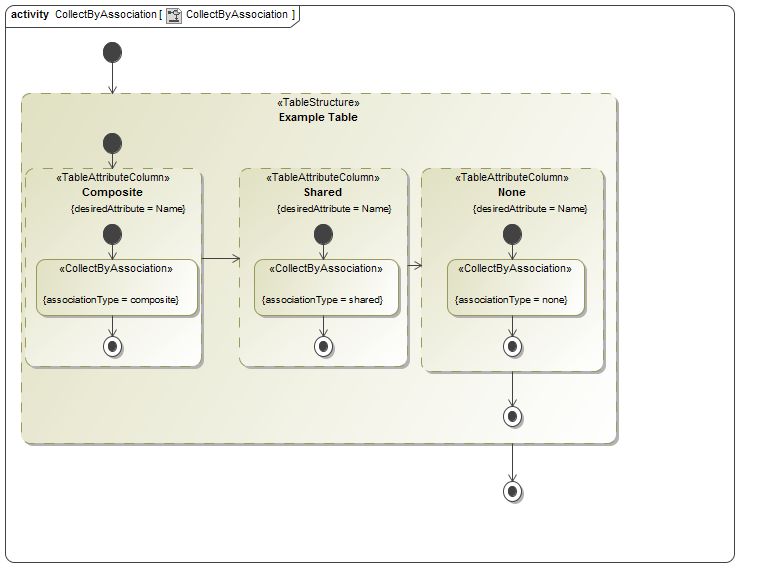 activity CollectByAssociation [ CollectByAssociation ]
«TableStructure»
Example Table
«TableAttributeColumn»
Composite
{desiredAttribute = Name}
«CollectByAssociation»
{associationType = composite}
«TableAttributeColumn»
Shared
{desiredAttribute = Name}
«CollectByAssociation»
{associationType = shared}
«TableAttributeColumn»
None
{desiredAttribute = Name}
«CollectByAssociation»
{associationType = none}